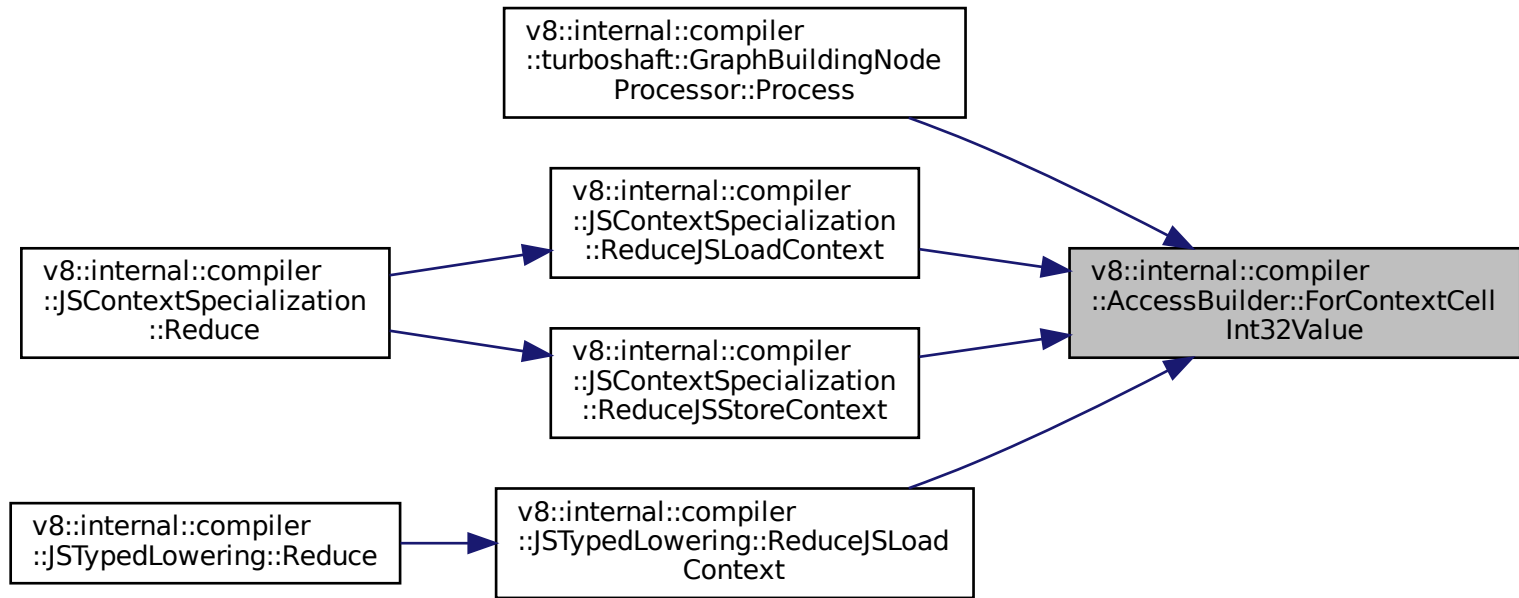 v8::internal::compiler
::turboshaft::GraphBuildingNode
Processor::Process
v8::internal::compiler
::JSContextSpecialization
::ReduceJSLoadContext
v8::internal::compiler
::JSContextSpecialization
::Reduce
v8::internal::compiler
::AccessBuilder::ForContextCell
Int32Value
v8::internal::compiler
::JSContextSpecialization
::ReduceJSStoreContext
v8::internal::compiler
::JSTypedLowering::Reduce
v8::internal::compiler
::JSTypedLowering::ReduceJSLoad
Context